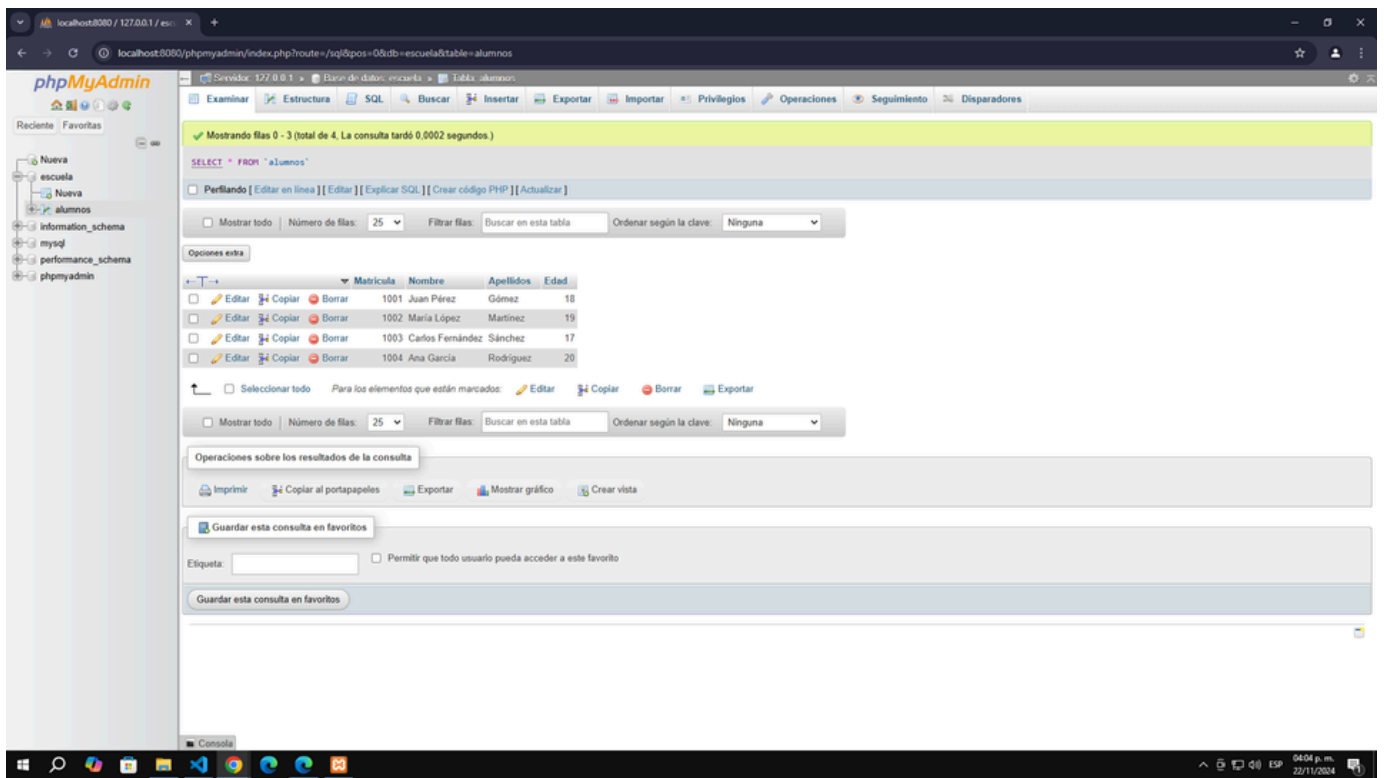 localhost:8080 / 127.0.0.1 / esc
localhost:8080/phpmyadmin/index.php?route=/sql&pos=0&db=escuela&table=alumnos
phpMyAdmin
Reciente Favoritas
Nueva
escuela
Nueva
alumnos
information_schema
mysql
performance_schema
phpmyadmin
Servidor: 127.0.0.1 » Base de datos: escuela » Tabla: alumnos
Examinar Estructura SQL Buscar Insertar Exportar Importar Privilegios Operaciones Seguimiento Disparadores
Mostrando filas 0 - 3 (total de 4, La consulta tardó 0,0002 segundos.)
SELECT * FROM `alumnos`
Perfilando [ Editar en línea ] [ Editar ] [ Explicar SQL ] [ Crear código PHP ] [ Actualizar ]
Mostrar todo | Número de filas: 25 Filtrar filas: Buscar en esta tabla Ordenar según la clave: Ninguna
Opciones extra
←T→ Matricula Nombre Apellidos Edad
Editar Copiar Borrar 1001 Juan Pérez Gómez 18
Editar Copiar Borrar 1002 María López Martínez 19
Editar Copiar Borrar 1003 Carlos Fernández Sánchez 17
Editar Copiar Borrar 1004 Ana García Rodríguez 20
Seleccionar todo Para los elementos que están marcados: Editar Copiar Borrar Exportar
Mostrar todo | Número de filas: 25 Filtrar filas: Buscar en esta tabla Ordenar según la clave: Ninguna
Operaciones sobre los resultados de la consulta
Imprimir Copiar al portapapeles Exportar Mostrar gráfico Crear vista
Guardar esta consulta en favoritos
Etiqueta: Permitir que todo usuario pueda acceder a este favorito
Guardar esta consulta en favoritos
Consola
ESP 04:04 p. m.
22/11/2024